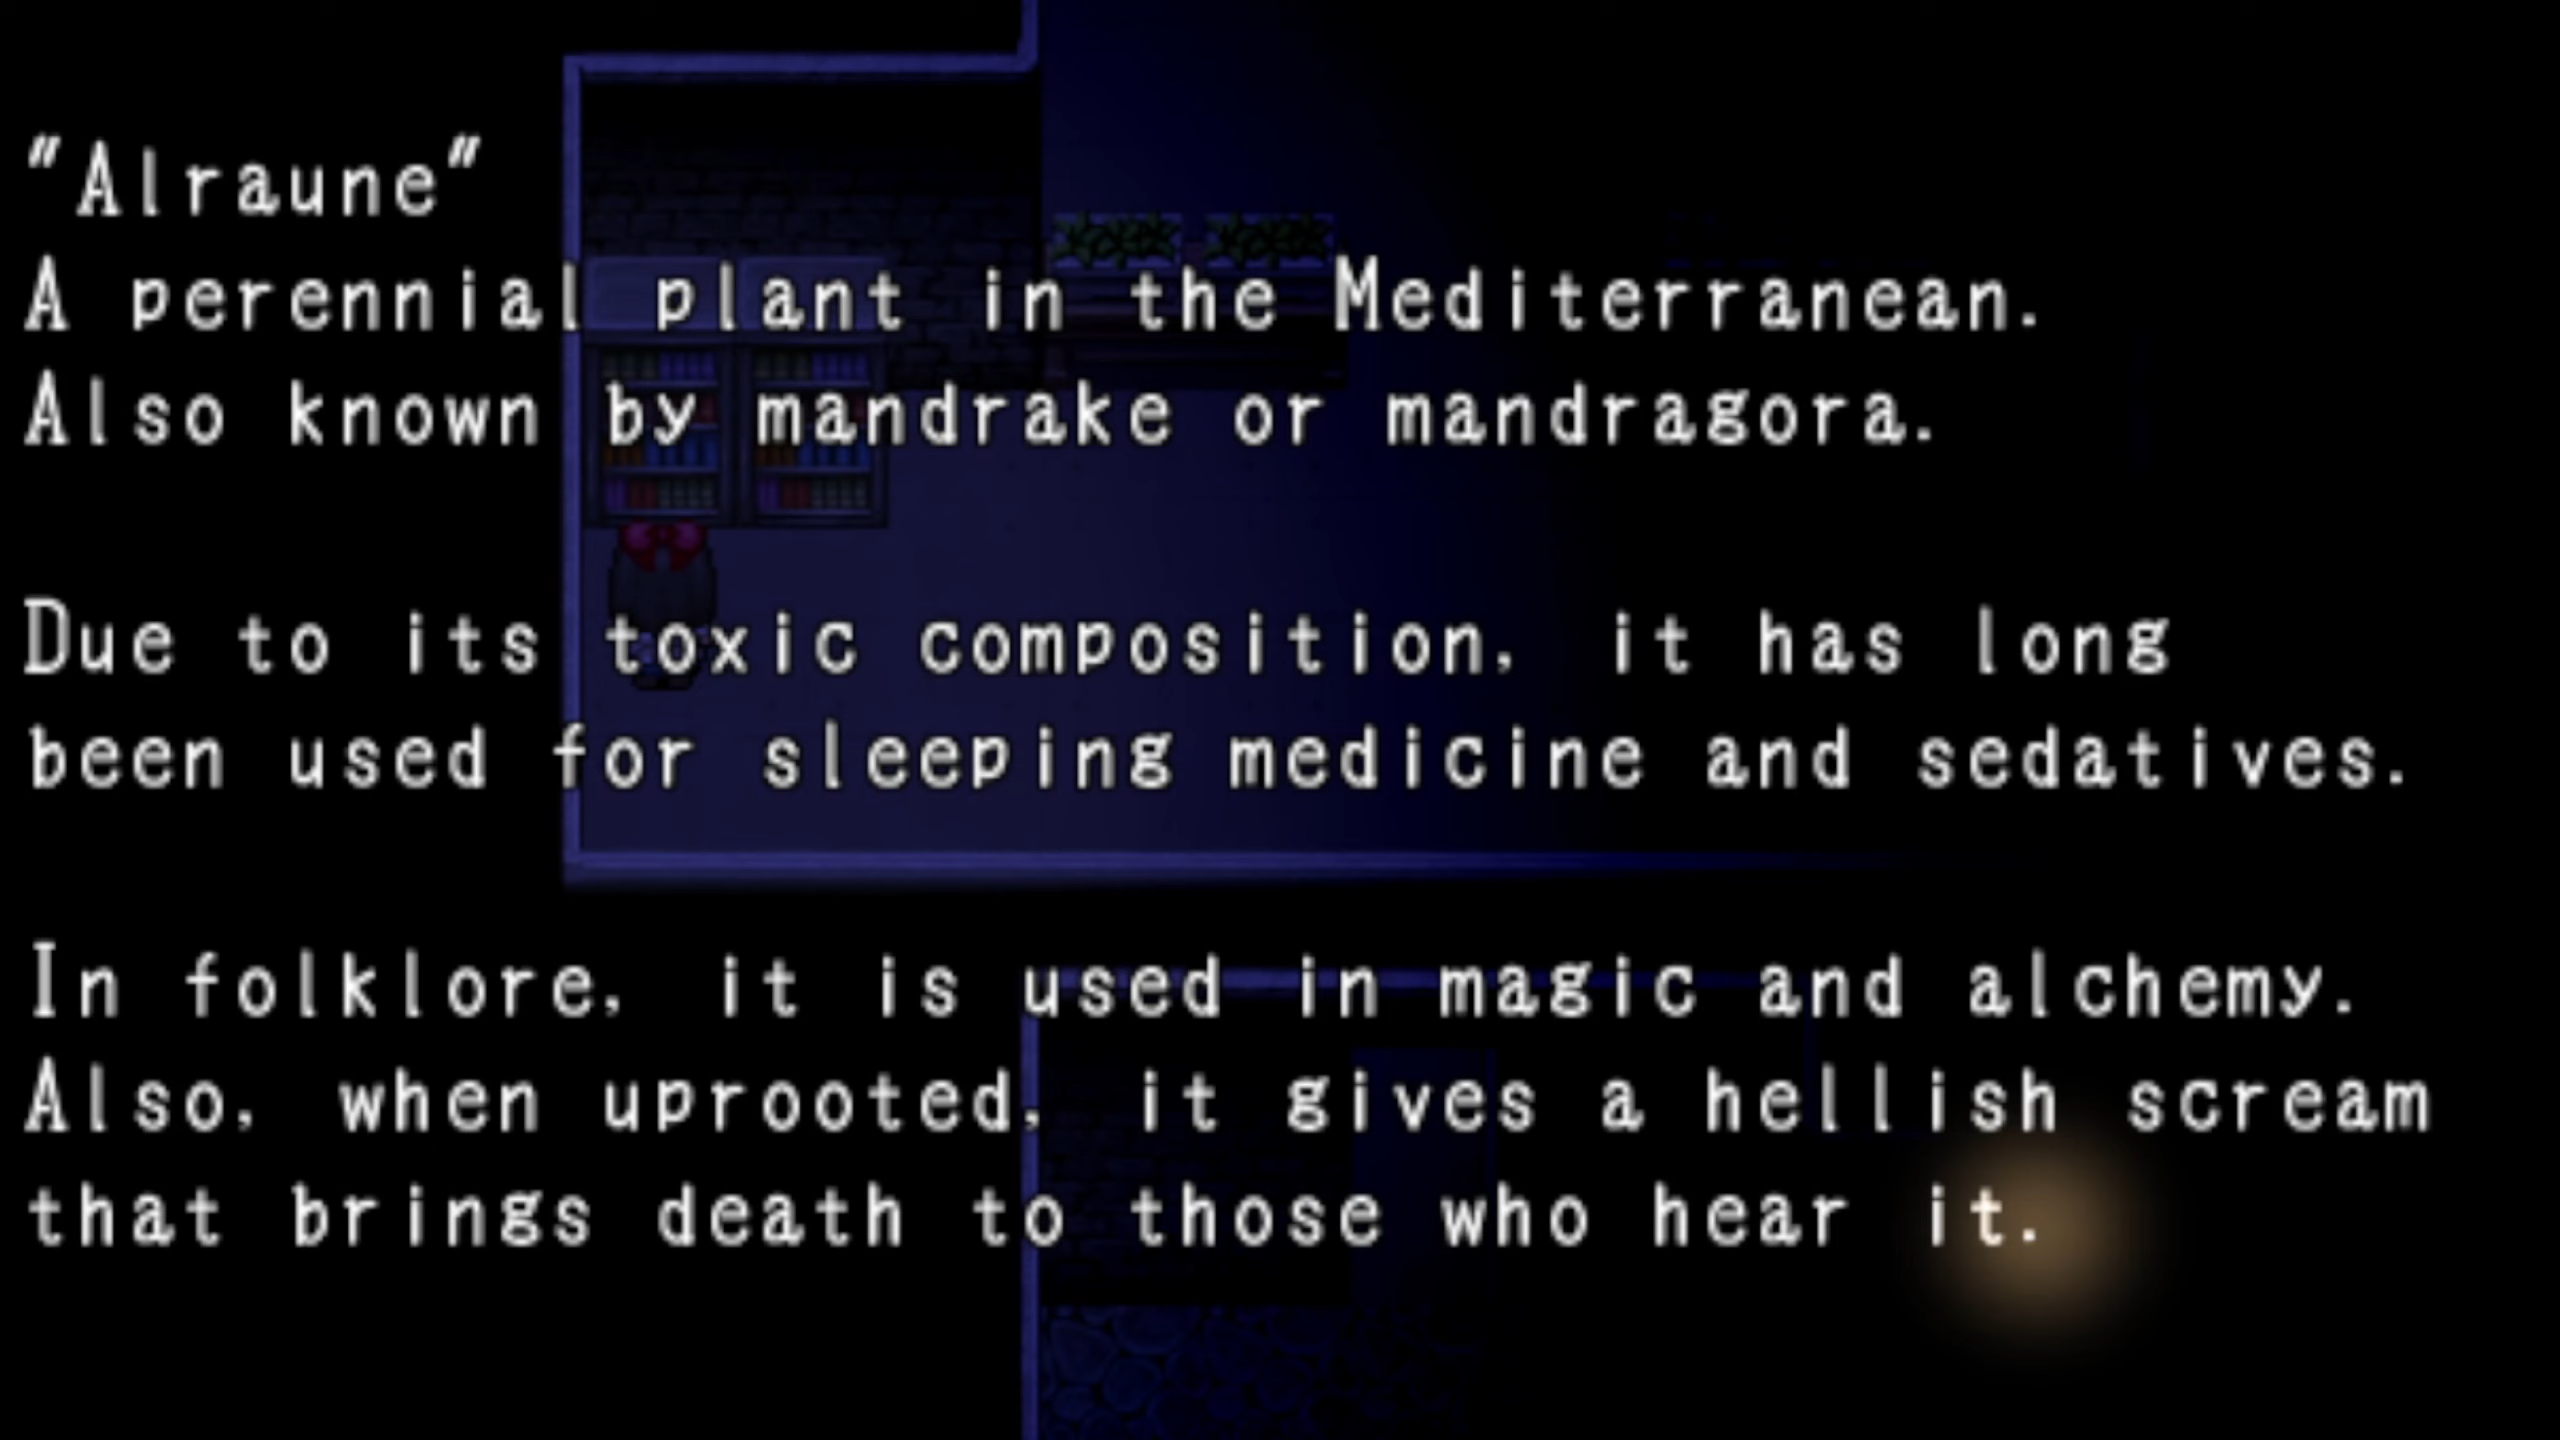 "Alraune"
A perennial plant in the Mediterranean.
Also known by mandrake or mandragora.
Due to its toxic composition, it has long
been used for sleeping medicine and sedatives.
In folklore, it is used in magic and alchemy.
Also, when uprooted, it gives a hellish scream
that brings death to those who hear it.